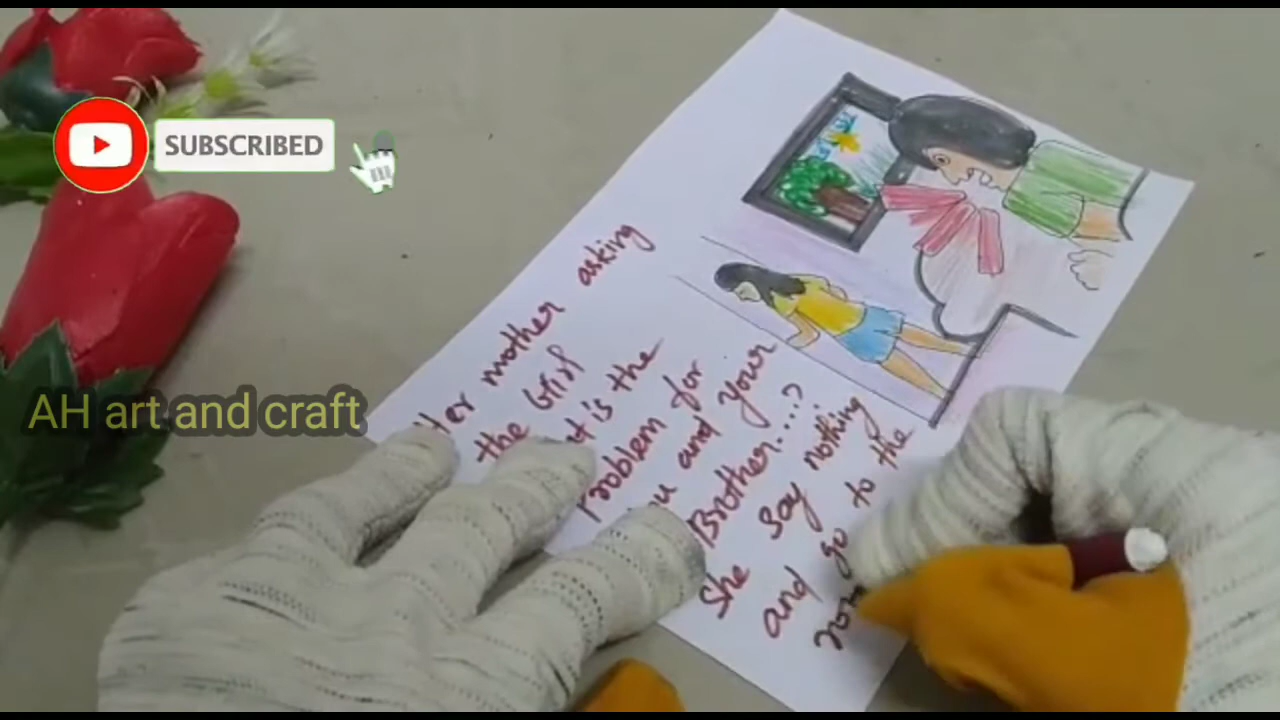 SUBSCRIBED
AH art and craft
mother asking
the Girl
is the
problem for
and your
Brother....?
She Say nothing
and go to the